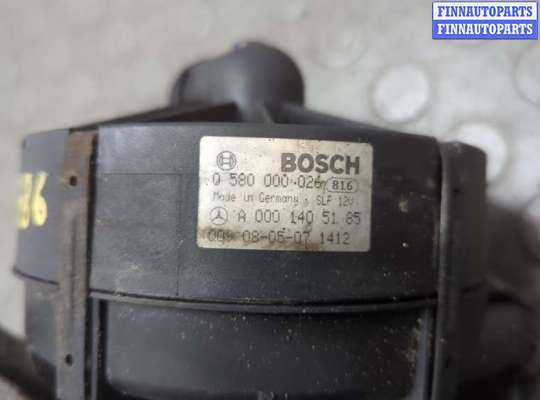 FINNAUTOPARTS
FINNAUTOPARTS
BOSCH
0 580 000 026 816
Made in Germany, SLP 12V
A 000 140 51 85
08-05-07 1412